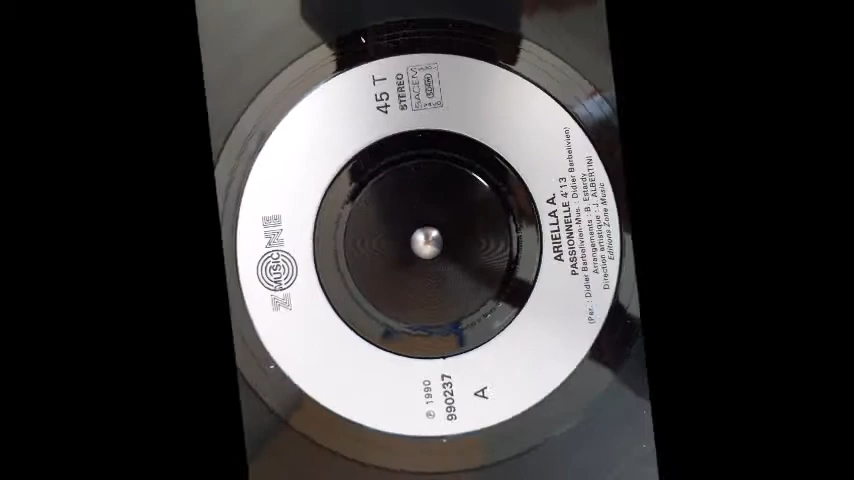 ZONE
MUSIC
℗ 1990
990237
A
45 T
STEREO
SACEM
ARIELLA A.
PASSIONNELLE 4'13
(Par. : Didier Barbelivien-Mus. : Didier Barbelivien)
Arrangements : B. Estardy
Direction artistique : J. ALBERTINI
Editions Zone Music